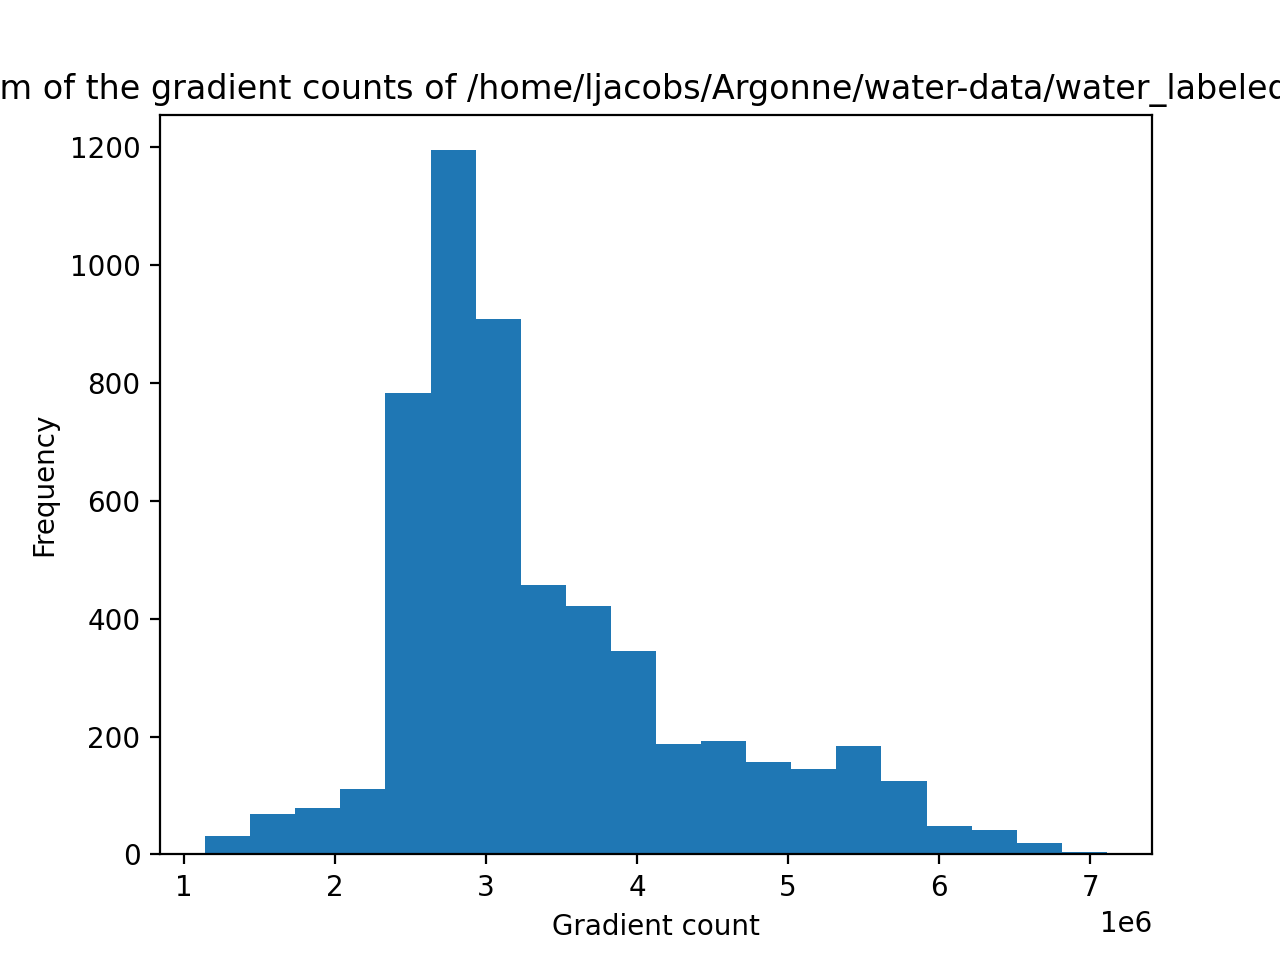 m of the gradient counts of /home/ljacobs/Argonne/water-data/water_labeled
1200
1000
800
600
400
200
0
Frequency
1 2 3 4 5 6 7
1e6
Gradient count